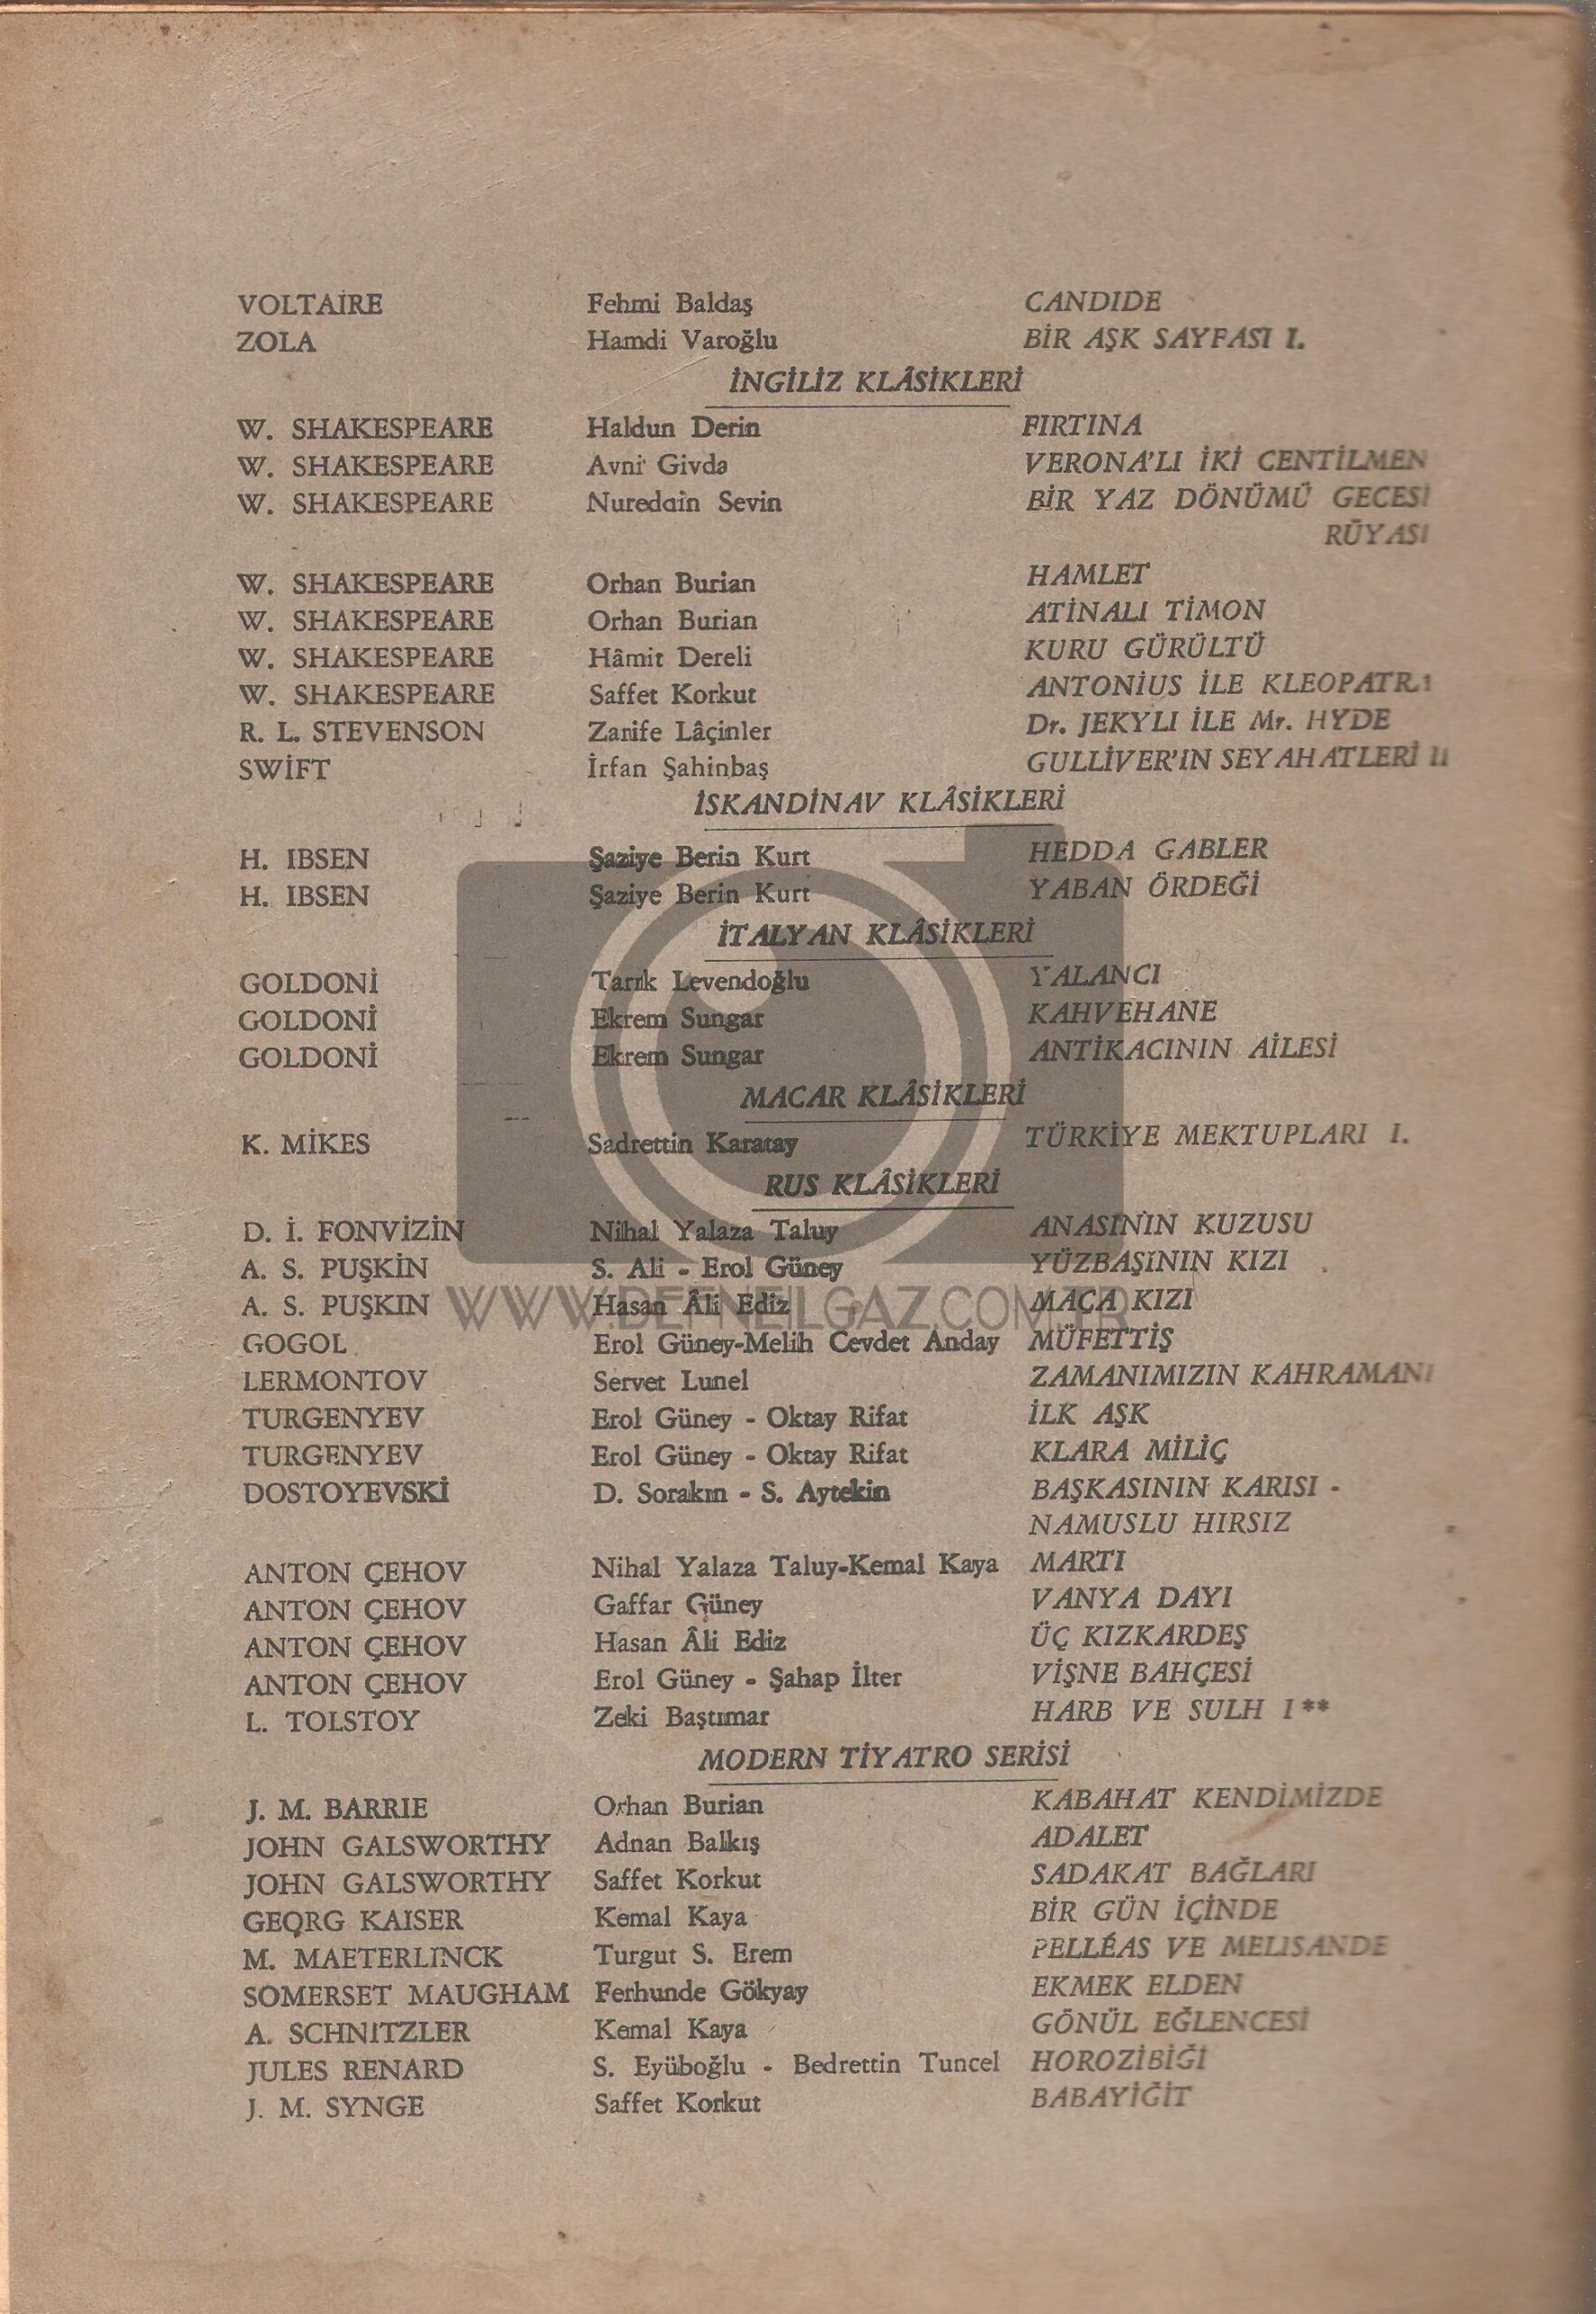 VOLTAİRE Fehmi Baldaş CANDIDE
ZOLA Hamdi Varoğlu BİR AŞK SAYFASI I.
İNGİLİZ KLÂSİKLERİ
W. SHAKESPEARE Haldun Derin FIRTINA
W. SHAKESPEARE Avni Givda VERONA'LI İKİ CENTİLMEN
W. SHAKESPEARE Nureddin Sevin BİR YAZ DÖNÜMÜ GECESİ
RÜYASI
W. SHAKESPEARE Orhan Burian HAMLET
W. SHAKESPEARE Orhan Burian ATİNALI TİMON
W. SHAKESPEARE Hâmit Dereli KURU GÜRÜLTÜ
W. SHAKESPEARE Saffet Korkut ANTONİUS İLE KLEOPATRA
R. L. STEVENSON Zarife Lâçinler Dr. JEKYLI İLE Mr. HYDE
SWİFT İrfan Şahinbaş GULLİVER'IN SEYAHATLERİ II
İSKANDİNAV KLÂSİKLERİ
H. IBSEN Şaziye Berin Kurt HEDDA GABLER
H. IBSEN Şaziye Berin Kurt YABAN ÖRDEĞİ
İTALYAN KLÂSİKLERİ
GOLDONİ Tarık Levendoğlu YALANCI
GOLDONİ Ekrem Sungar KAHVEHANE
GOLDONİ Ekrem Sungar ANTİKACININ AİLESİ
MACAR KLÂSİKLERİ
K. MİKES Sadrettin Karatay TÜRKİYE MEKTUPLARI I.
RUS KLÂSİKLERİ
D. İ. FONVİZİN Nihal Yalaza Taluy ANASININ KUZUSU
A. S. PUŞKİN S. Ali - Erol Güney YÜZBAŞININ KIZI
A. S. PUŞKIN Hasan Âli Ediz MAÇA KIZI
WWW.DEFNEILGAZ.COM.TR
GOGOL Erol Güney-Melih Cevdet Anday MÜFETTİŞ
LERMONTOV Servet Lunel ZAMANIMIZIN KAHRAMANI
TURGENYEV Erol Güney - Oktay Rifat İLK AŞK
TURGENYEV Erol Güney - Oktay Rifat KLARA MİLİÇ
DOSTOYEVSKİ D. Sorakın - S. Aytekin BAŞKASININ KARISI -
NAMUSLU HIRSIZ
ANTON ÇEHOV Nihal Yalaza Taluy-Kemal Kaya MARTI
ANTON ÇEHOV Gaffar Güney VANYA DAYI
ANTON ÇEHOV Hasan Âli Ediz ÜÇ KIZKARDEŞ
ANTON ÇEHOV Erol Güney - Şahap İlter VİŞNE BAHÇESİ
L. TOLSTOY Zeki Baştımar HARB VE SULH I **
MODERN TİYATRO SERİSİ
J. M. BARRIE Orhan Burian KABAHAT KENDİMİZDE
JOHN GALSWORTHY Adnan Balkış ADALET
JOHN GALSWORTHY Saffet Korkut SADAKAT BAĞLARI
GEORG KAISER Kemal Kaya BİR GÜN İÇİNDE
M. MAETERLINCK Turgut S. Erem PELLÉAS VE MELISANDE
SOMERSET MAUGHAM Ferhunde Gökyay EKMEK ELDEN
A. SCHNITZLER Kemal Kaya GÖNÜL EĞLENCESİ
JULES RENARD S. Eyüboğlu - Bedrettin Tuncel HOROZİBİĞİ
J. M. SYNGE Saffet Korkut BABAYİĞİT